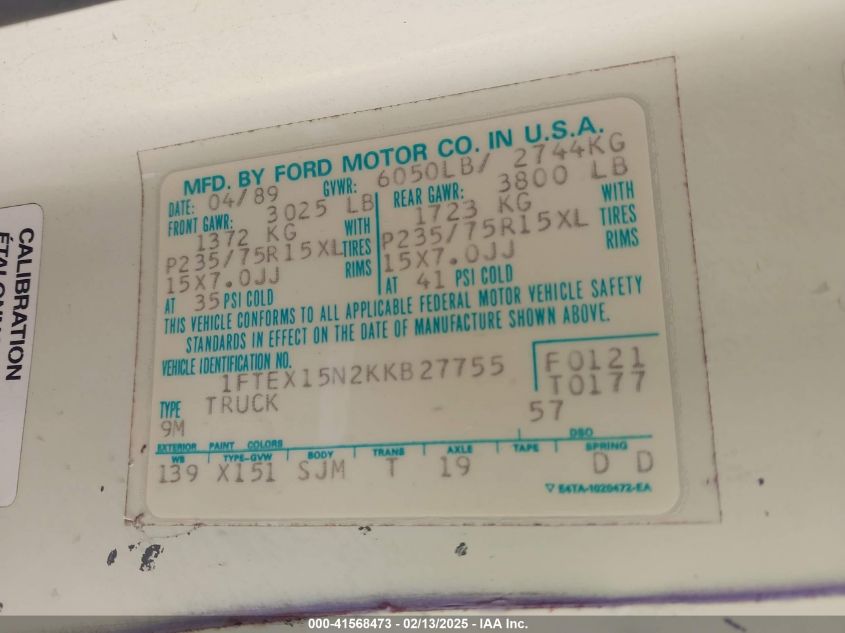 MFD. BY FORD MOTOR CO. IN U.S.A.
DATE: 04/89 GVWR: 6050LB/ 2744KG
FRONT GAWR: 3025 LB REAR GAWR: 3800 LB
1372 KG WITH 1723 KG WITH
P235/75R15XL TIRES P235/75R15XL TIRES
15X7.0JJ RIMS 15X7.0JJ RIMS
AT 35 PSI COLD AT 41 PSI COLD
THIS VEHICLE CONFORMS TO ALL APPLICABLE FEDERAL MOTOR VEHICLE SAFETY
STANDARDS IN EFFECT ON THE DATE OF MANUFACTURE SHOWN ABOVE.
VEHICLE IDENTIFICATION NO.
1FTEX15N2KKB27755 F0121
TYPE TRUCK T0177
9M 57
EXTERIOR PAINT COLORS DSO
WB TYPE-GVW BODY TRANS AXLE TAPE SPRING
139 X151 SJM T 19 D D
▽ E4TA-1020472-EA
CALIBRATION
000-41568473 - 02/13/2025 - IAA Inc.